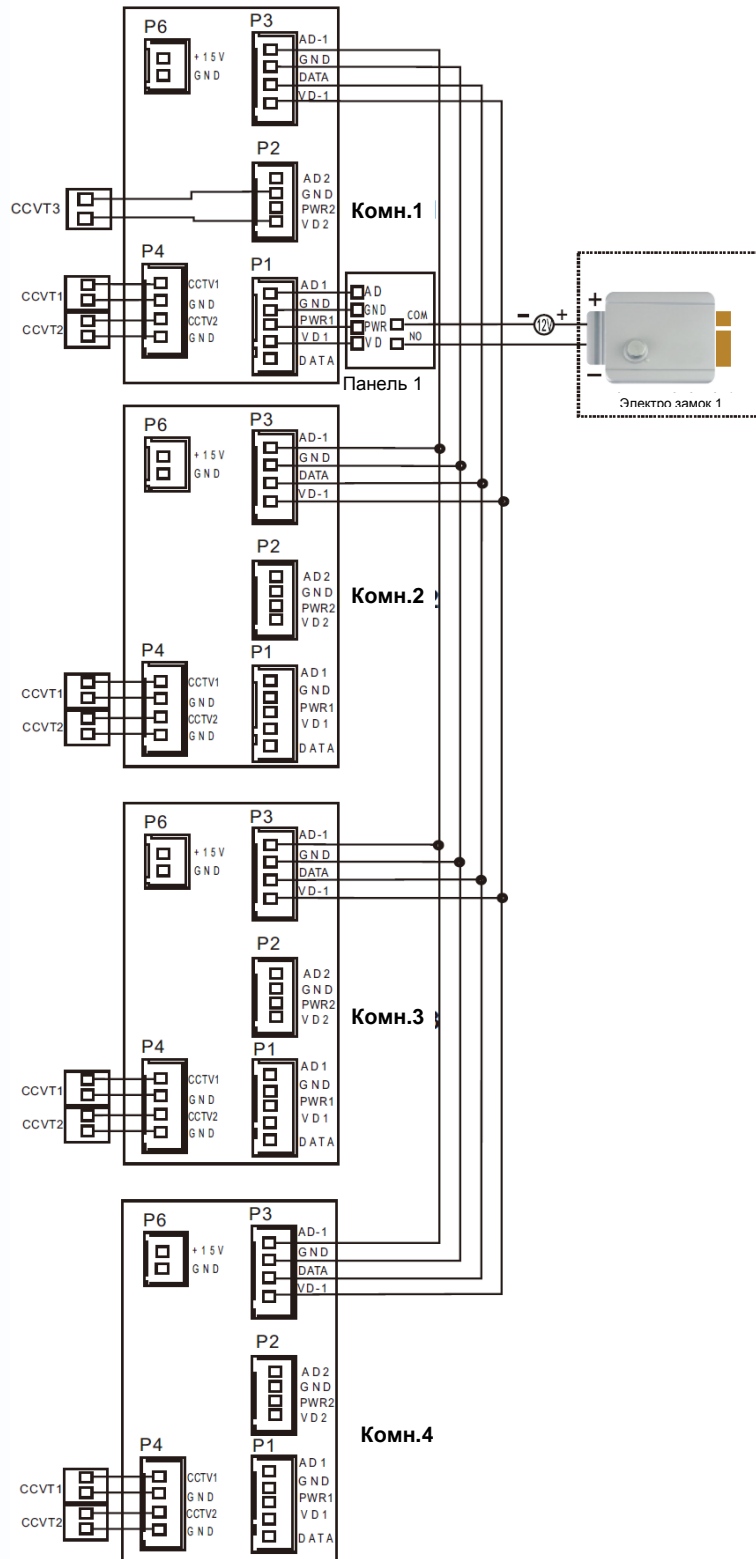 P6
+15V
GND
P3
AD-1
GND
DATA
VD-1
P2
AD2
GND
PWR2
VD2
Комн.1
CCVT3
P4
CCTV1
GND
CCTV2
GND
CCVT1
CCVT2
P1
AD1
GND
PWR1
VD1
DATA
AD
GND
PWR
VD
COM
NO
Панель 1
− 12V +
+
−
Электро замок 1
P6
+15V
GND
P3
AD-1
GND
DATA
VD-1
P2
AD2
GND
PWR2
VD2
Комн.2
P4
CCTV1
GND
CCTV2
GND
CCVT1
CCVT2
P1
AD1
GND
PWR1
VD1
DATA
P6
+15V
GND
P3
AD-1
GND
DATA
VD-1
P2
AD2
GND
PWR2
VD2
Комн.3
P4
CCTV1
GND
CCTV2
GND
CCVT1
CCVT2
P1
AD1
GND
PWR1
VD1
DATA
P6
+15V
GND
P3
AD-1
GND
DATA
VD-1
P2
AD2
GND
PWR2
VD2
Комн.4
P4
CCTV1
GND
CCTV2
GND
CCVT1
CCVT2
P1
AD1
GND
PWR1
VD1
DATA